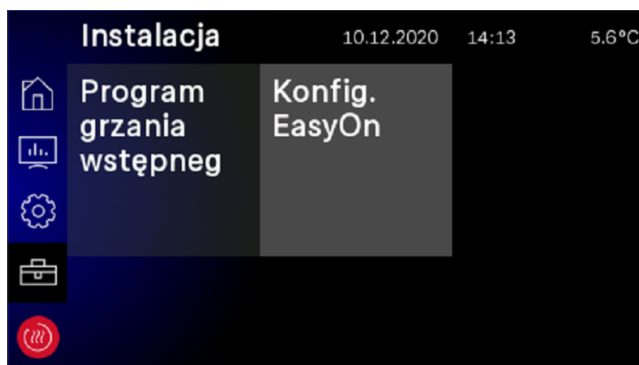 Instalacja 10.12.2020 14:13 5.6°C
Program
grzania
wstępneg
Konfig.
EasyOn